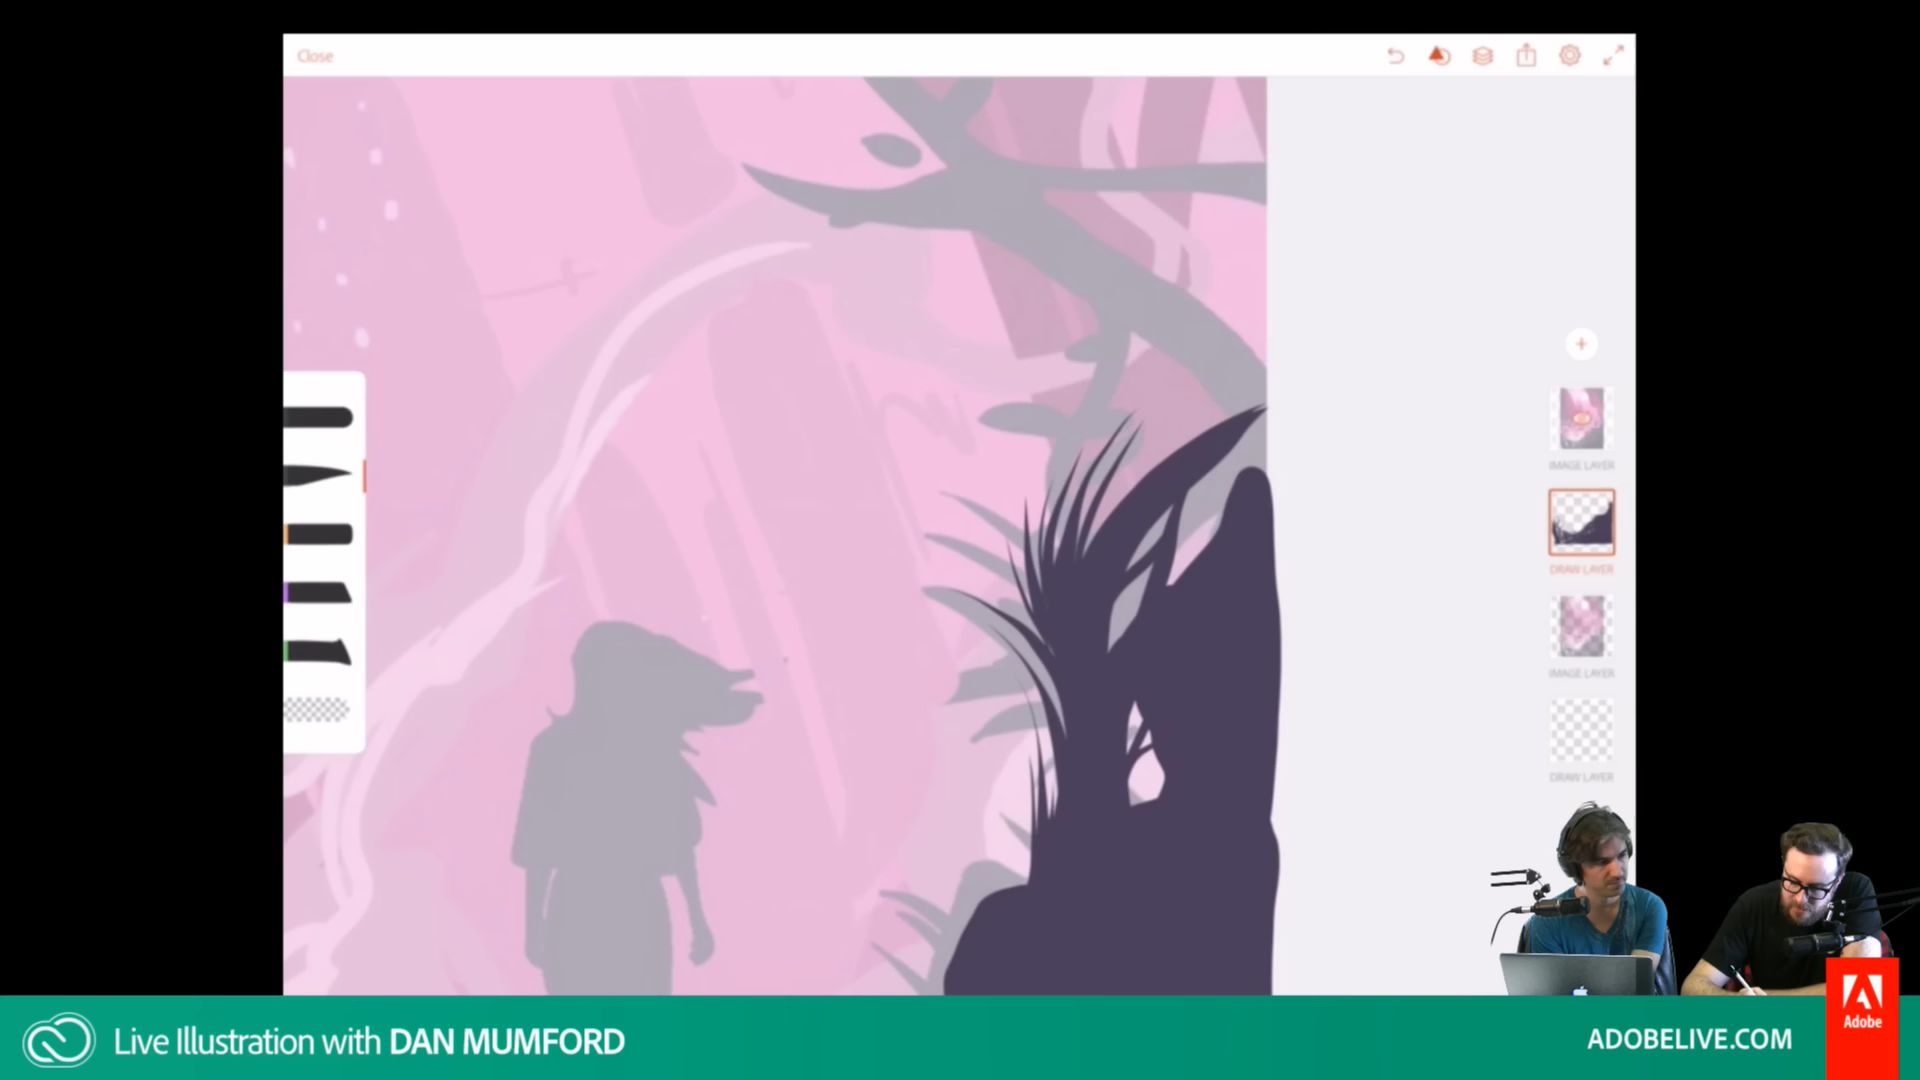 Close
IMAGE LAYER
DRAW LAYER
IMAGE LAYER
DRAW LAYER
Live Illustration with DAN MUMFORD
ADOBELIVE.COM
Adobe